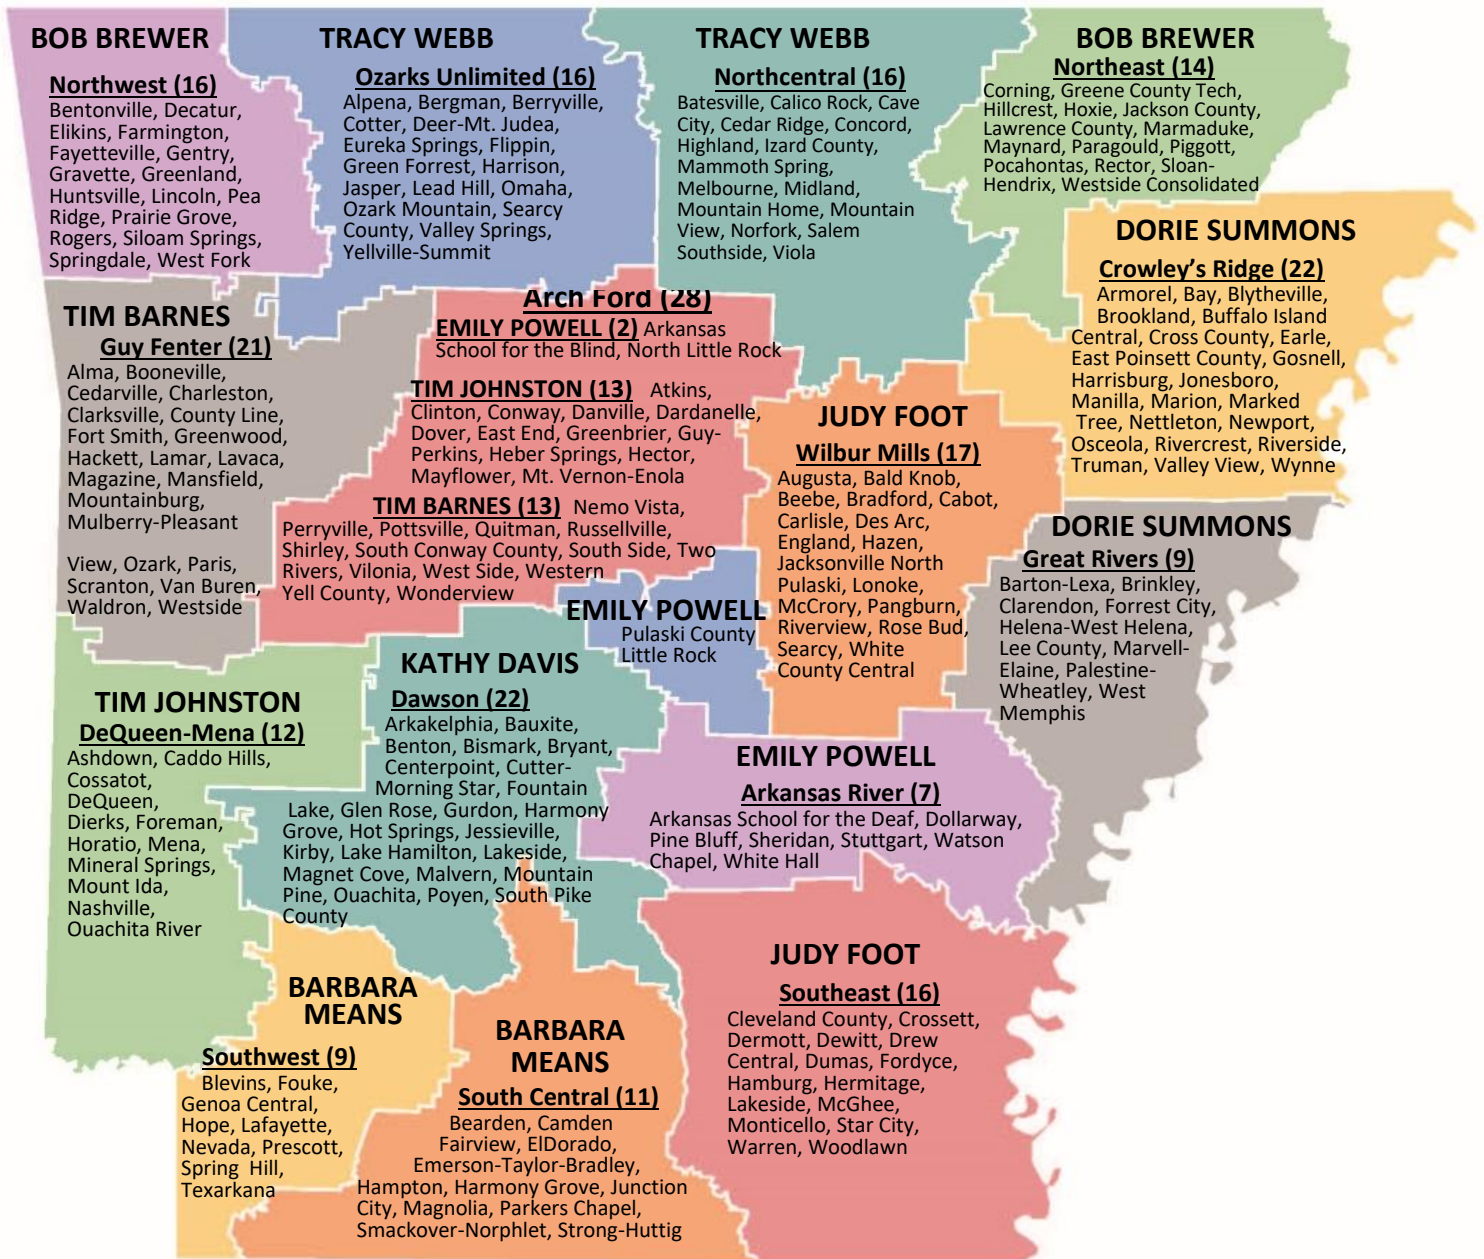 BOB BREWER
Northwest (16)
Bentonville, Decatur,
Elikins, Farmington,
Fayetteville, Gentry,
Gravette, Greenland,
Huntsville, Lincoln, Pea
Ridge, Prairie Grove,
Rogers, Siloam Springs,
Springdale, West Fork
TRACY WEBB
Ozarks Unlimited (16)
Alpena, Bergman, Berryville,
Cotter, Deer-Mt. Judea,
Eureka Springs, Flippin,
Green Forrest, Harrison,
Jasper, Lead Hill, Omaha,
Ozark Mountain, Searcy
County, Valley Springs,
Yellville-Summit
TRACY WEBB
Northcentral (16)
Batesville, Calico Rock, Cave
City, Cedar Ridge, Concord,
Highland, Izard County,
Mammoth Spring,
Melbourne, Midland,
Mountain Home, Mountain
View, Norfork, Salem
Southside, Viola
BOB BREWER
Northeast (14)
Corning, Greene County Tech,
Hillcrest, Hoxie, Jackson County,
Lawrence County, Marmaduke,
Maynard, Paragould, Piggott,
Pocahontas, Rector, Sloan-
Hendrix, Westside Consolidated
DORIE SUMMONS
Crowley's Ridge (22)
Armorel, Bay, Blytheville,
Brookland, Buffalo Island
Central, Cross County, Earle,
East Poinsett County, Gosnell,
Harrisburg, Jonesboro,
Manilla, Marion, Marked
Tree, Nettleton, Newport,
Osceola, Rivercrest, Riverside,
Truman, Valley View, Wynne
TIM BARNES
Guy Fenter (21)
Alma, Booneville,
Cedarville, Charleston,
Clarksville, County Line,
Fort Smith, Greenwood,
Hackett, Lamar, Lavaca,
Magazine, Mansfield,
Mountainburg,
Mulberry-Pleasant
View, Ozark, Paris,
Scranton, Van Buren,
Waldron, Westside
Arch Ford (28)
EMILY POWELL (2) Arkansas
School for the Blind, North Little Rock
TIM JOHNSTON (13) Atkins,
Clinton, Conway, Danville, Dardanelle,
Dover, East End, Greenbrier, Guy-
Perkins, Heber Springs, Hector,
Mayflower, Mt. Vernon-Enola
TIM BARNES (13) Nemo Vista,
Perryville, Pottsville, Quitman, Russellville,
Shirley, South Conway County, South Side, Two
Rivers, Vilonia, West Side, Western
Yell County, Wonderview
JUDY FOOT
Wilbur Mills (17)
Augusta, Bald Knob,
Beebe, Bradford, Cabot,
Carlisle, Des Arc,
England, Hazen,
Jacksonville North
Pulaski, Lonoke,
McCrory, Pangburn,
Riverview, Rose Bud,
Searcy, White
County Central
DORIE SUMMONS
Great Rivers (9)
Barton-Lexa, Brinkley,
Clarendon, Forrest City,
Helena-West Helena,
Lee County, Marvell-
Elaine, Palestine-
Wheatley, West
Memphis
EMILY POWELL
Pulaski County
Little Rock
TIM JOHNSTON
DeQueen-Mena (12)
Ashdown, Caddo Hills,
Cossatot,
DeQueen,
Dierks, Foreman,
Horatio, Mena,
Mineral Springs,
Mount Ida,
Nashville,
Ouachita River
KATHY DAVIS
Dawson (22)
Arkakelphia, Bauxite,
Benton, Bismark, Bryant,
Centerpoint, Cutter-
Morning Star, Fountain
Lake, Glen Rose, Gurdon, Harmony
Grove, Hot Springs, Jessieville,
Kirby, Lake Hamilton, Lakeside,
Magnet Cove, Malvern, Mountain
Pine, Ouachita, Poyen, South Pike
County
EMILY POWELL
Arkansas River (7)
Arkansas School for the Deaf, Dollarway,
Pine Bluff, Sheridan, Stuttgart, Watson
Chapel, White Hall
BARBARA
MEANS
Southwest (9)
Blevins, Fouke,
Genoa Central,
Hope, Lafayette,
Nevada, Prescott,
Spring Hill,
Texarkana
BARBARA
MEANS
South Central (11)
Bearden, Camden
Fairview, ElDorado,
Emerson-Taylor-Bradley,
Hampton, Harmony Grove, Junction
City, Magnolia, Parkers Chapel,
Smackover-Norphlet, Strong-Huttig
JUDY FOOT
Southeast (16)
Cleveland County, Crossett,
Dermott, Dewitt, Drew
Central, Dumas, Fordyce,
Hamburg, Hermitage,
Lakeside, McGhee,
Monticello, Star City,
Warren, Woodlawn